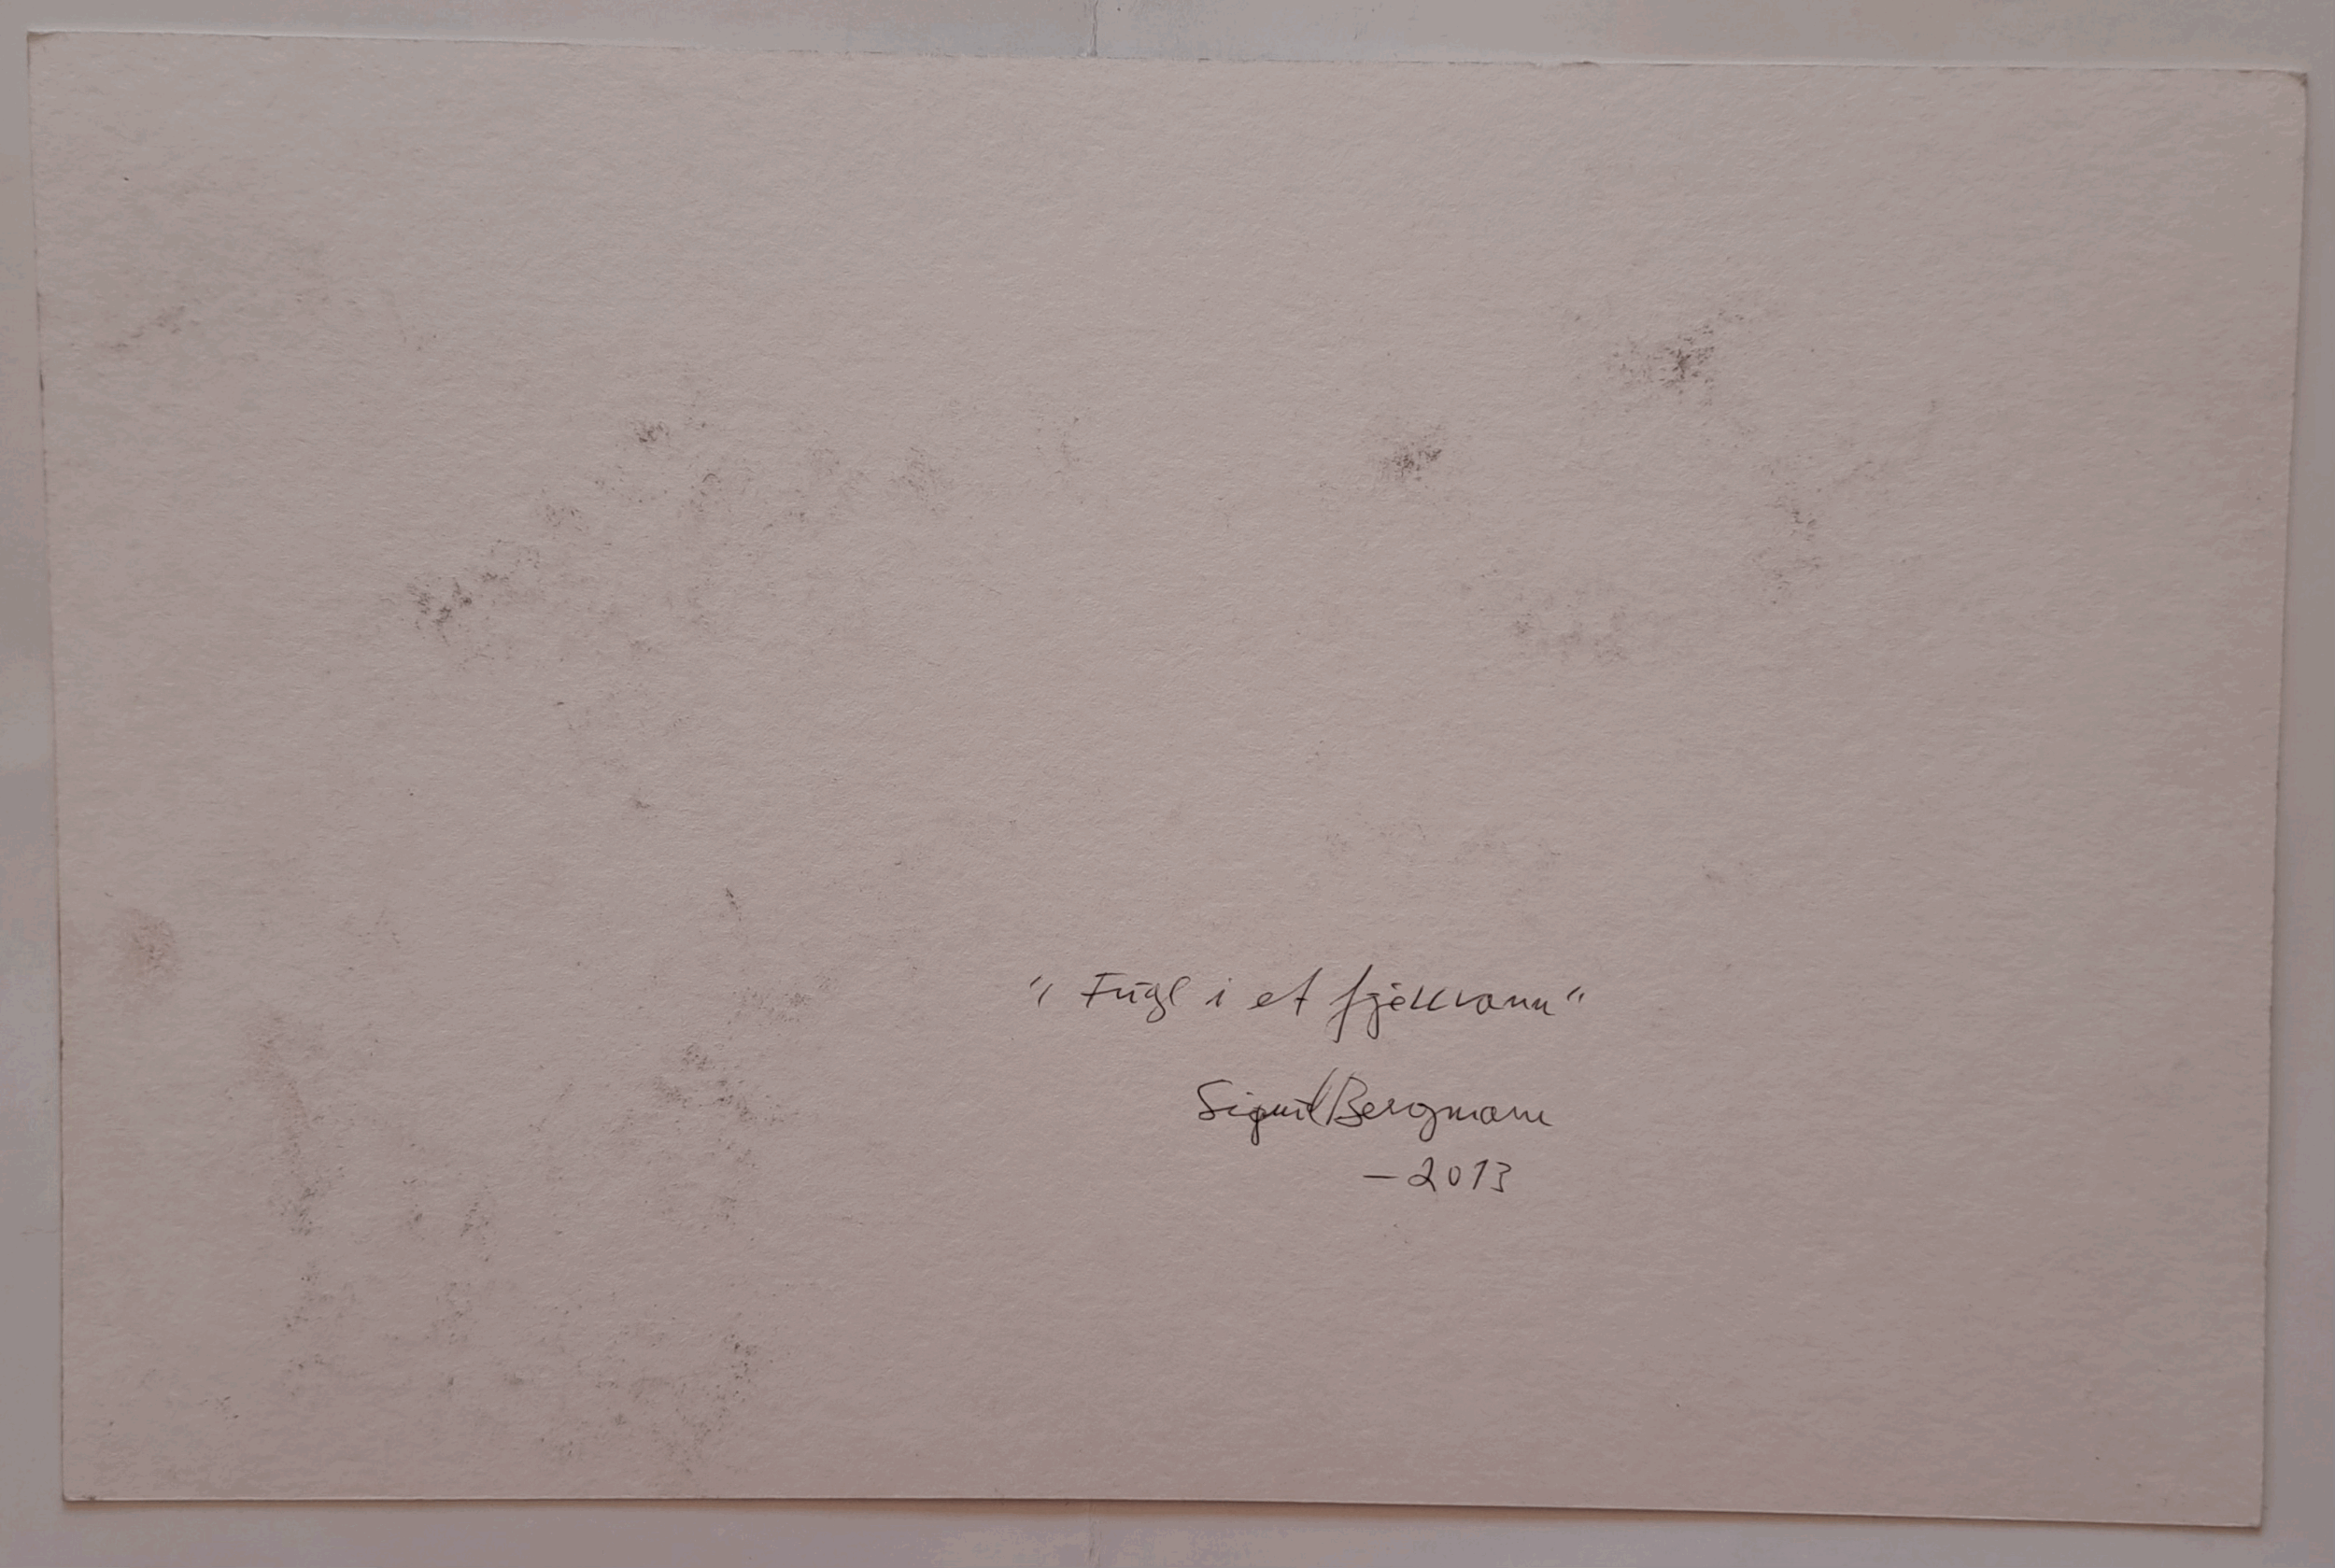 "Fugl i et fjellvann"
Sigurd Bergmann
-2013